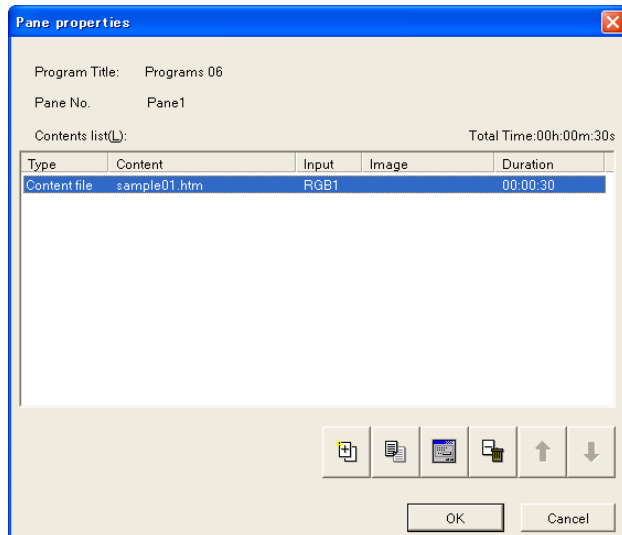 Pane properties
Program Title: Programs 06
Pane No. Pane1
Contents list(L): Total Time:00h:00m:30s
Type Content Input Image Duration
Content file sample01.htm RGB1 00:00:30
OK Cancel